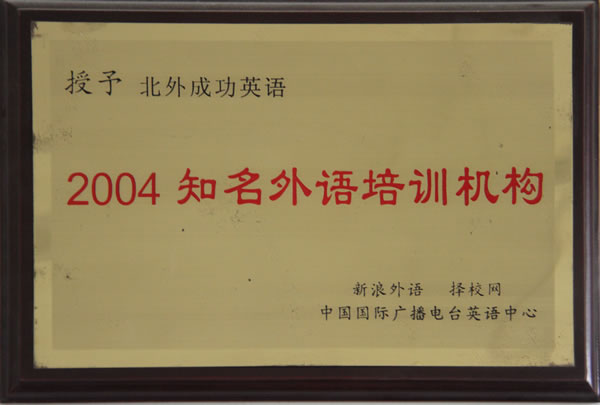 授予 北外成功英语
2004 知名外语培训机构
新浪外语 择校网
中国国际广播电台英语中心